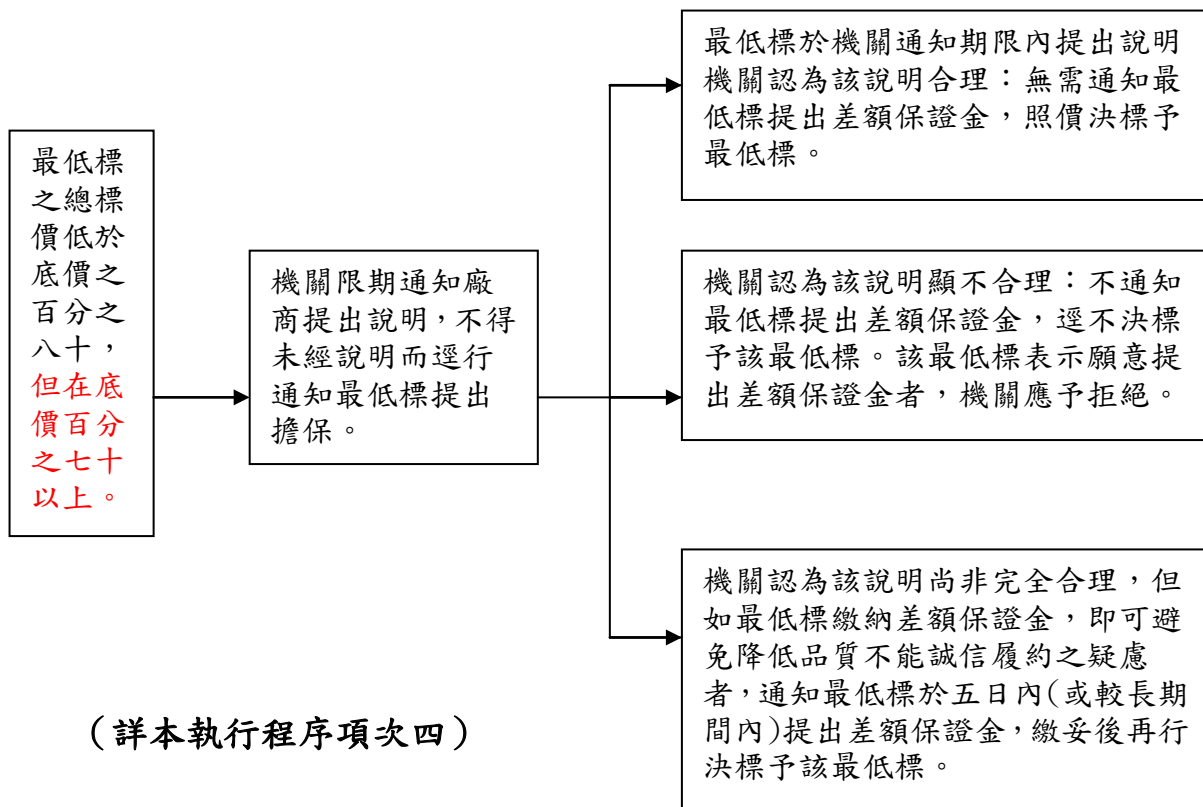 最低標
之總標
價低於
底價之
百分之
八十，
但在底
價百分
之七十
以上。
機關限期通知廠
商提出說明，不得
未經說明而逕行
通知最低標提出
擔保。
最低標於機關通知期限內提出說明
機關認為該說明合理：無需通知最
低標提出差額保證金，照價決標予
最低標。
機關認為該說明顯不合理：不通知
最低標提出差額保證金，逕不決標
予該最低標。該最低標表示願意提
出差額保證金者，機關應予拒絕。
機關認為該說明尚非完全合理，但
如最低標繳納差額保證金，即可避
免降低品質不能誠信履約之疑慮
者，通知最低標於五日內(或較長期
間內)提出差額保證金，繳妥後再行
決標予該最低標。
（詳本執行程序項次四）